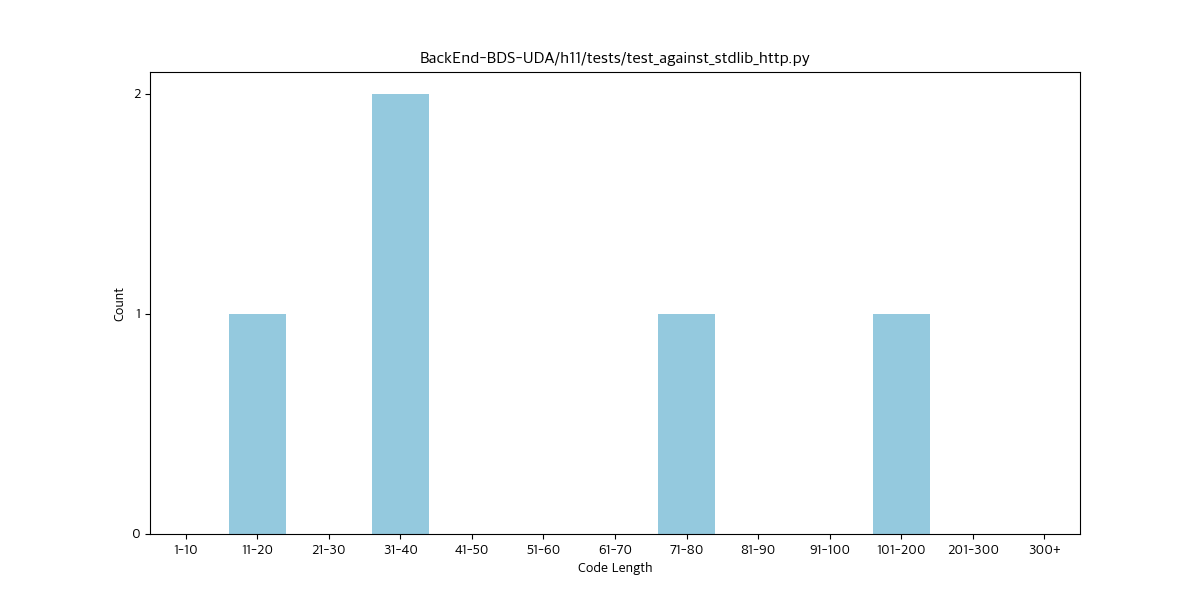 BackEnd-BDS-UDA/h11/tests/test_against_stdlib_http.py
2
1
0
Count
1-10 11-20 21-30 31-40 41-50 51-60 61-70 71-80 81-90 91-100 101-200 201-300 300+
Code Length